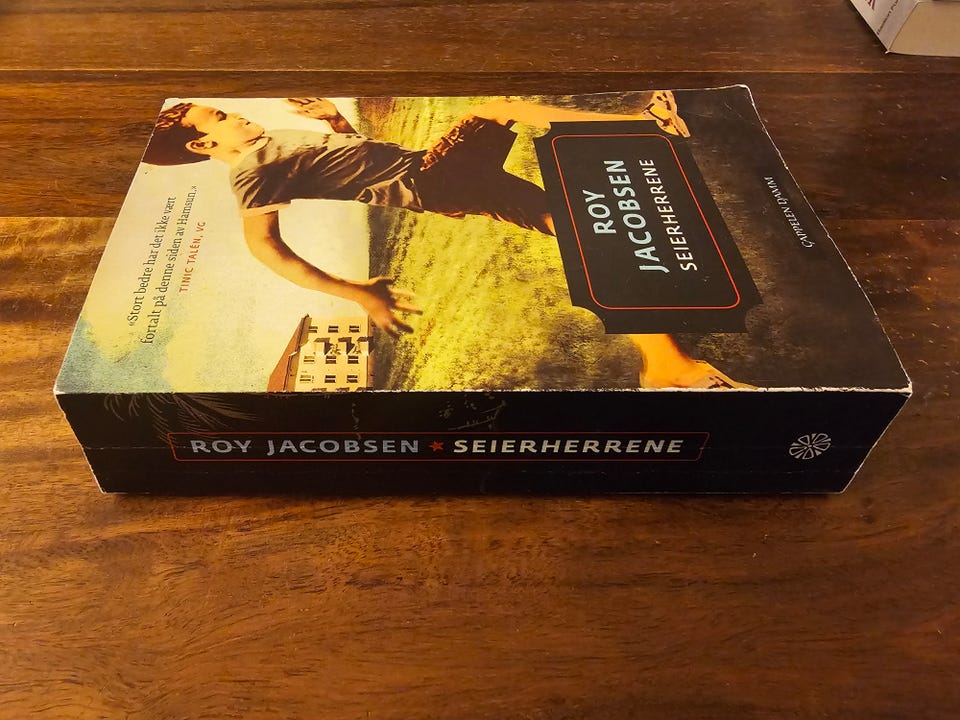 «Stort bedre har det ikke vært
fortalt på denne siden av Hamsun.»
TINIC TALÉN, VG
ROY
JACOBSEN
SEIERHERRENE
CAPPELEN DAMM
ROY JACOBSEN ★ SEIERHERRENE